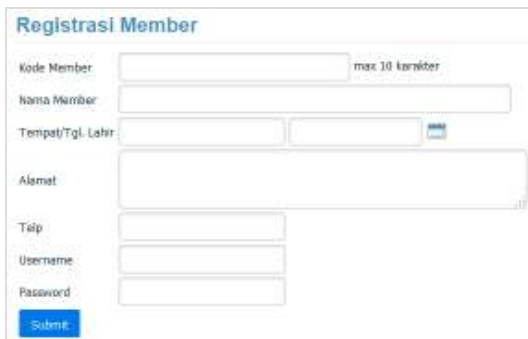 Registrasi Member
Kode Member max 10 karakter
Nama Member
Tempat/Tgl. Lahir
Alamat
Telp
Username
Password
Submit